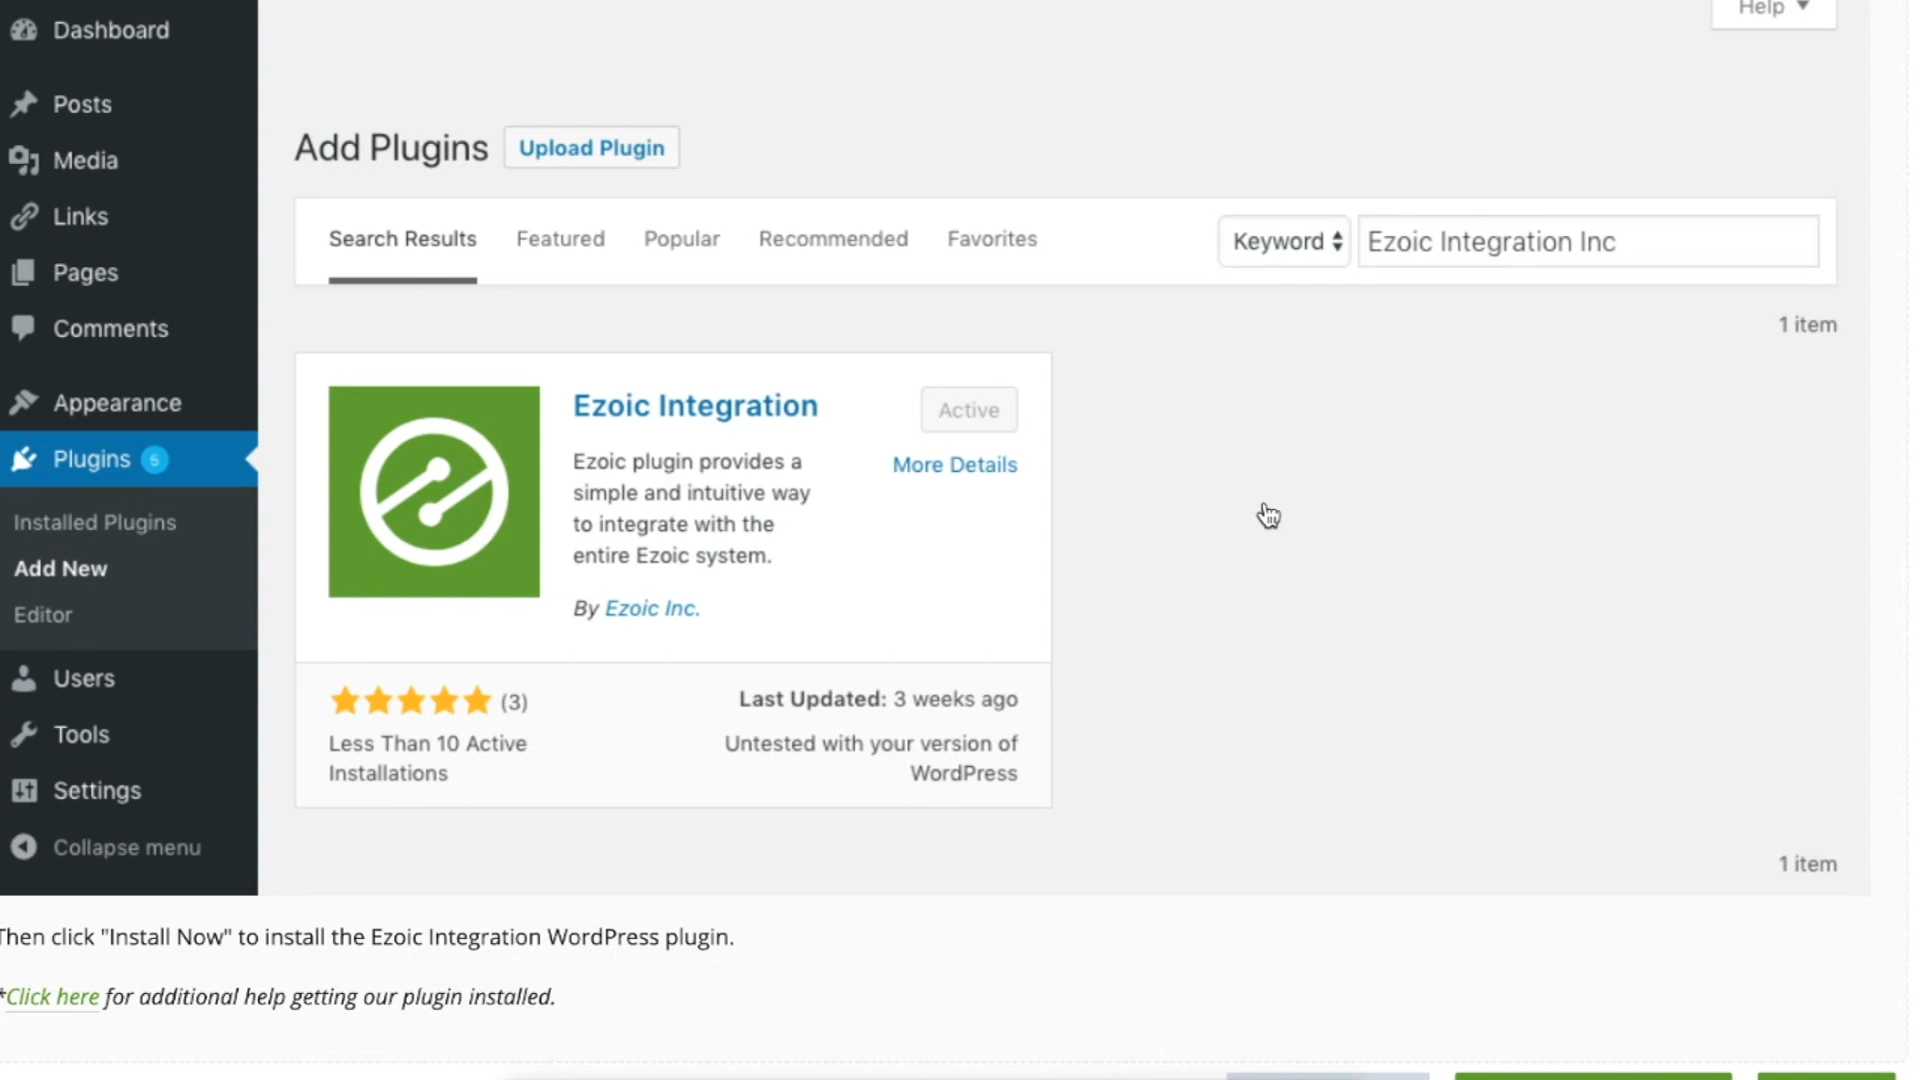 Dashboard
Posts
Media
Links
Pages
Comments
Appearance
Plugins 5
Installed Plugins
Add New
Editor
Users
Tools
Settings
Collapse menu
Help
Add Plugins Upload Plugin
Search Results Featured Popular Recommended Favorites Keyword Ezoic Integration Inc
1 item
Ezoic Integration
Active
More Details
Ezoic plugin provides a
simple and intuitive way
to integrate with the
entire Ezoic system.
By Ezoic Inc.
(3)
Less Than 10 Active
Installations
Last Updated: 3 weeks ago
Untested with your version of
WordPress
1 item
Then click "Install Now" to install the Ezoic Integration WordPress plugin.
*Click here for additional help getting our plugin installed.